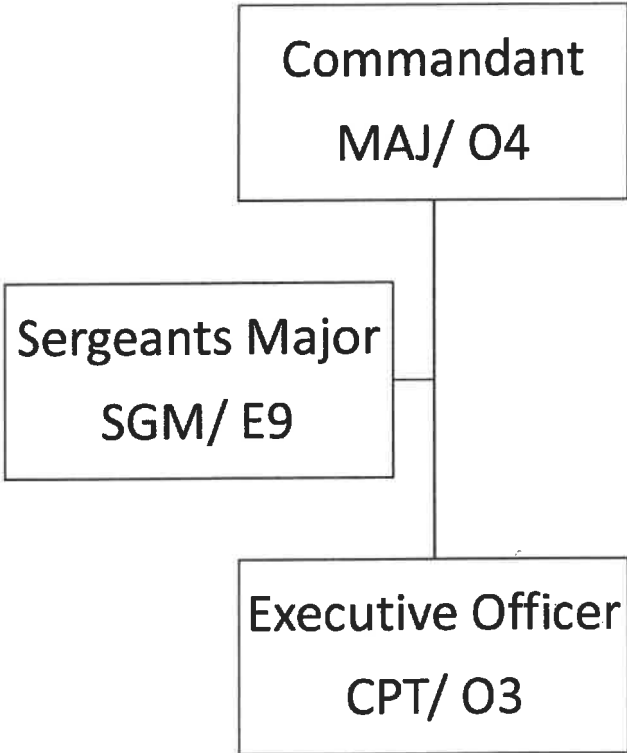 Commandant
MAJ/ O4
Sergeants Major
SGM/ E9
Executive Officer
CPT/ O3